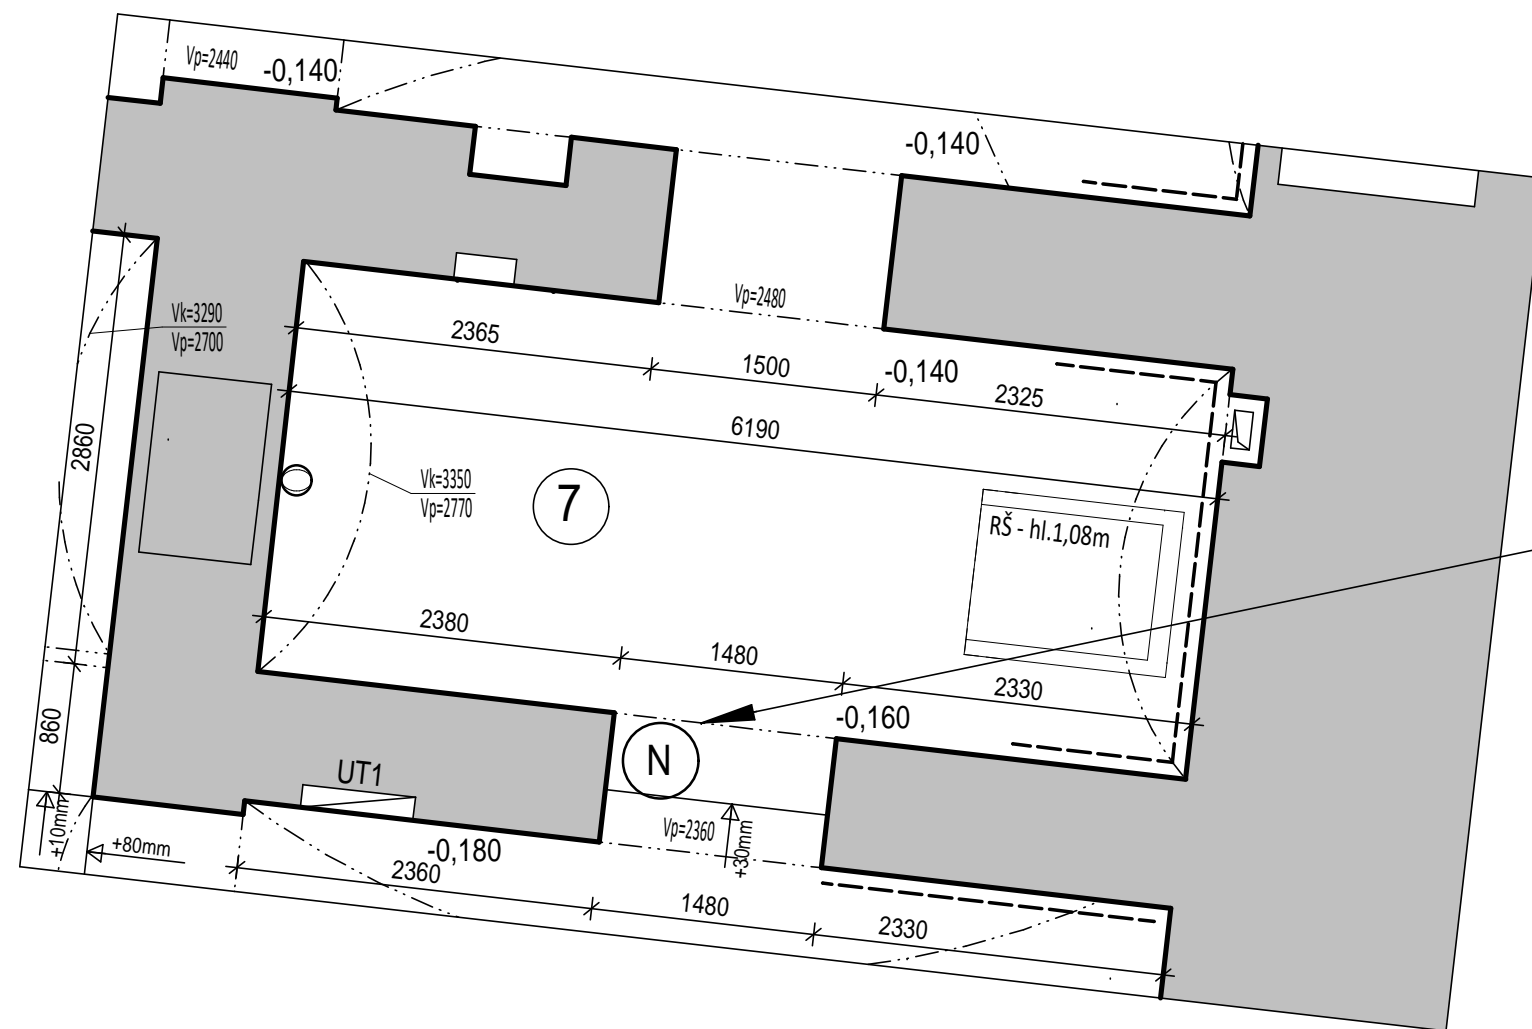 Vp=2440
-0,140
-0,140
Vp=2480
Vk=3290
Vp=2700
2365
1500
-0,140
2325
6190
2860
Vk=3350
Vp=2770
7
RŠ - hl.1,08m
2380
1480
2330
-0,160
860
N
UT1
+10mm
+80mm
Vp=2360
+30mm
-0,180
2360
1480
2330